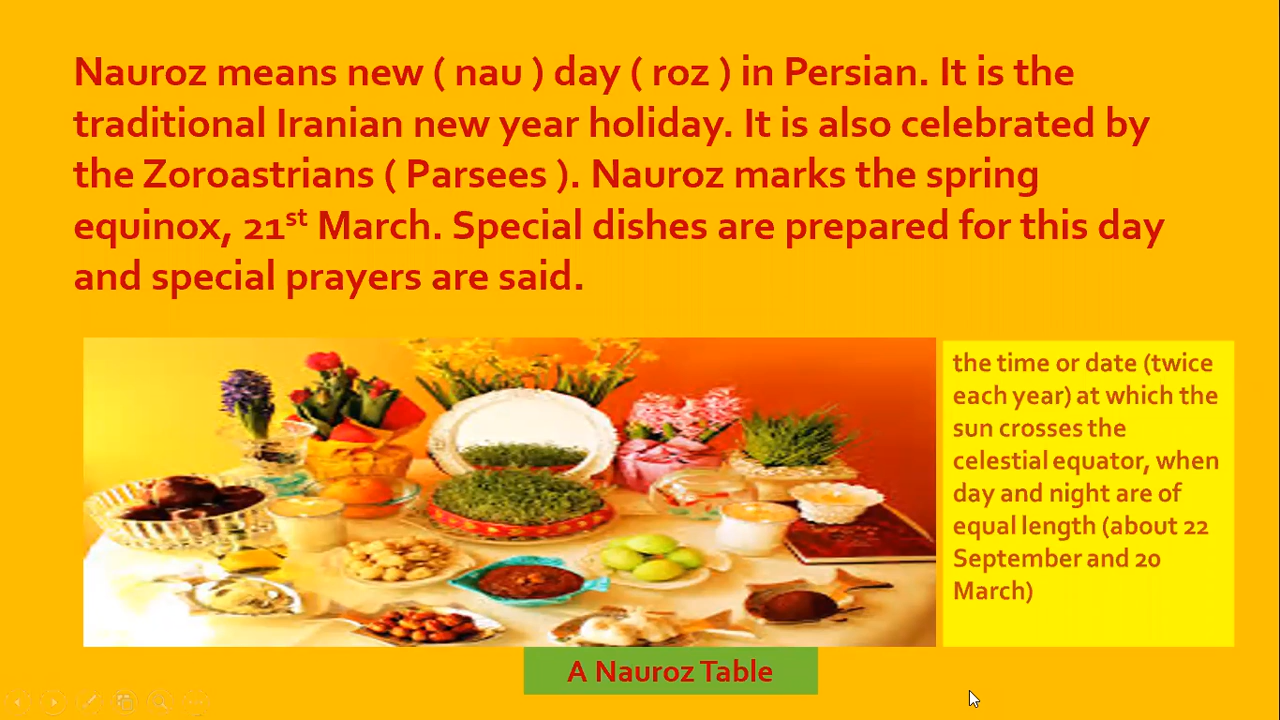 Nauroz means new ( nau ) day ( roz ) in Persian. It is the
traditional Iranian new year holiday. It is also celebrated by
the Zoroastrians ( Parsees ). Nauroz marks the spring
equinox, 21st March. Special dishes are prepared for this day
and special prayers are said.
the time or date (twice
each year) at which the
sun crosses the
celestial equator, when
day and night are of
equal length (about 22
September and 20
March)
A Nauroz Table